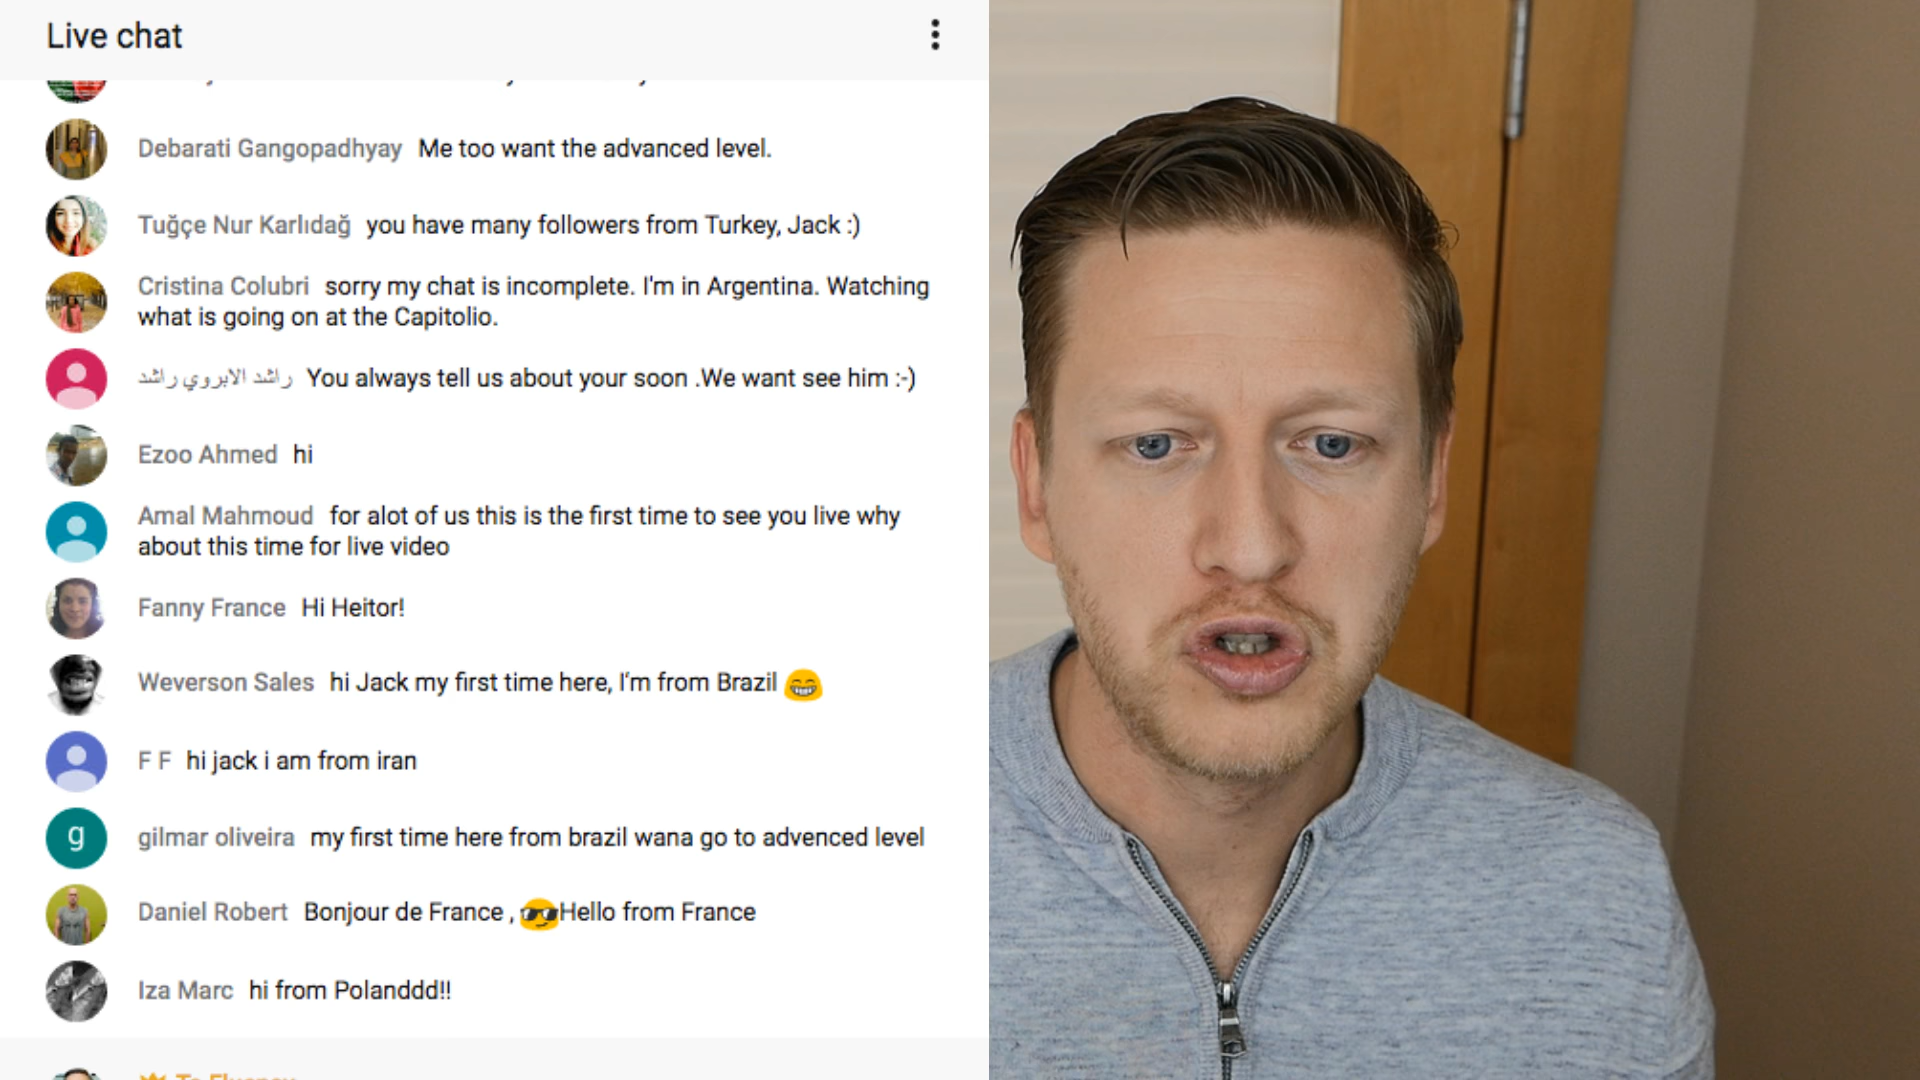 Live chat
Debarati Gangopadhyay Me too want the advanced level.
Tuğçe Nur Karlıdağ you have many followers from Turkey, Jack :)
Cristina Colubri sorry my chat is incomplete. I'm in Argentina. Watching
what is going on at the Capitolio.
راشد الابروي راشد You always tell us about your soon .We want see him :-)
Ezoo Ahmed hi
Amal Mahmoud for alot of us this is the first time to see you live why
about this time for live video
Fanny France Hi Heitor!
Weverson Sales hi Jack my first time here, I'm from Brazil 😁
F F hi jack i am from iran
g gilmar oliveira my first time here from brazil wana go to advenced level
Daniel Robert Bonjour de France , 😎Hello from France
Iza Marc hi from Polanddd!!
To Fluency